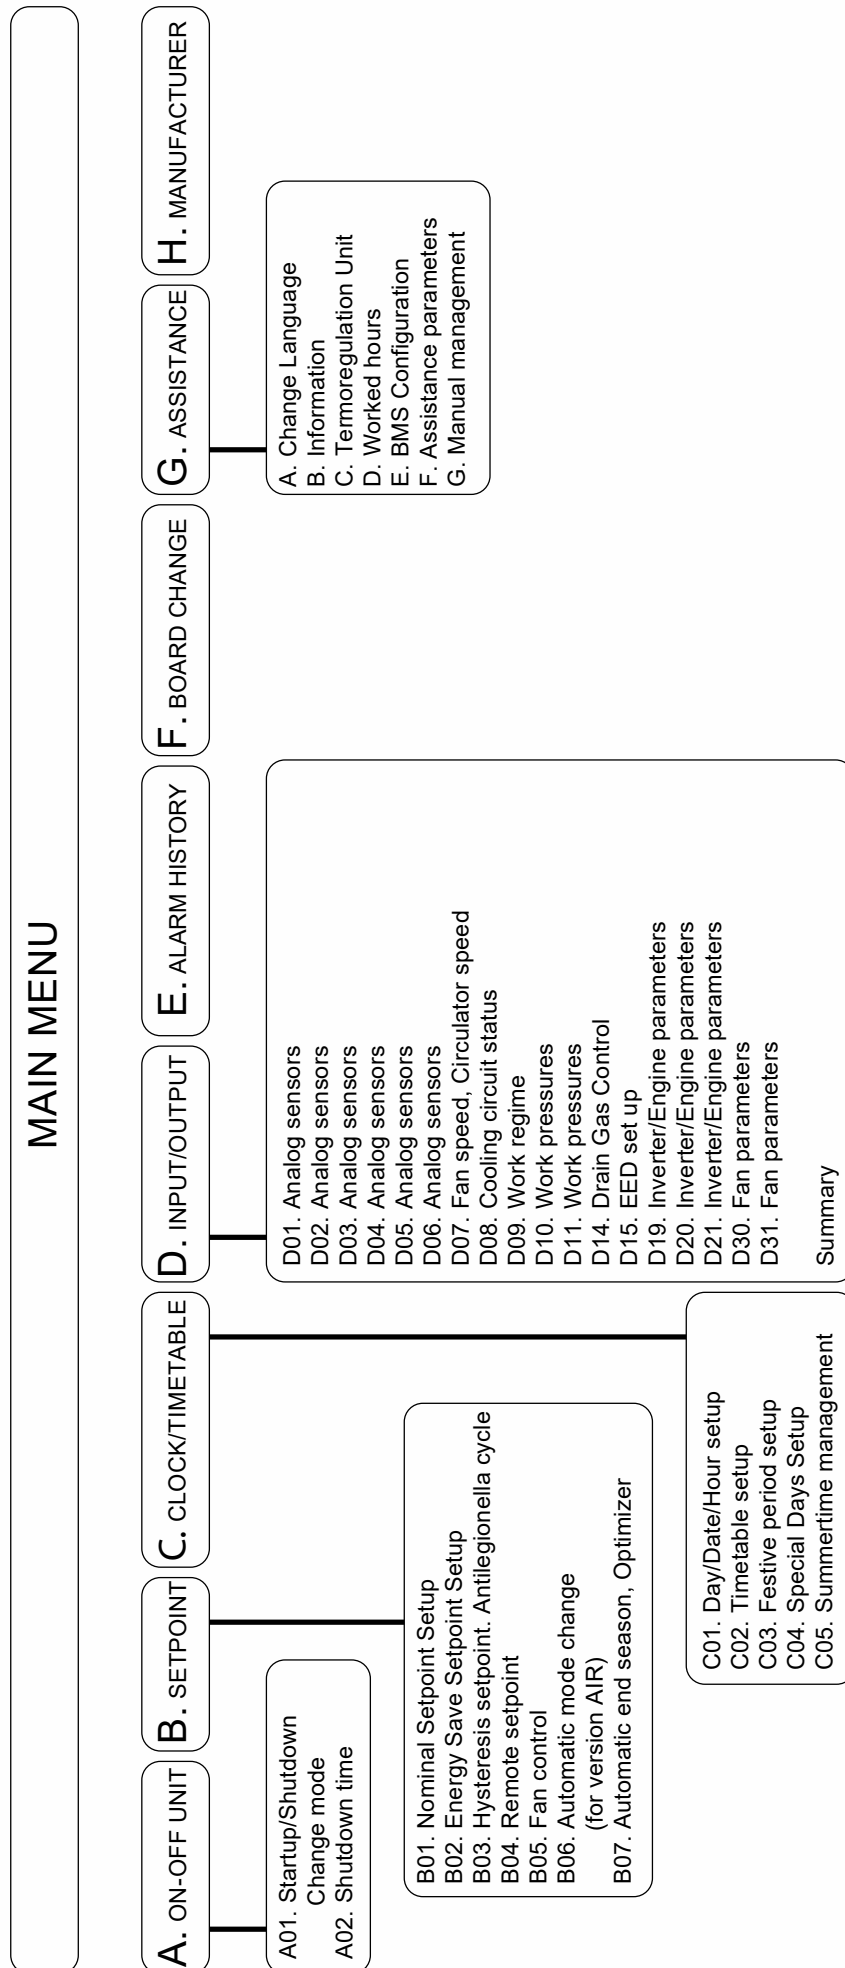 MAIN MENU
A. ON-OFF UNIT
B. SETPOINT
C. CLOCK/TIMETABLE
D. INPUT/OUTPUT
E. ALARM HISTORY
F. BOARD CHANGE
G. ASSISTANCE
H. MANUFACTURER
A01. Startup/Shutdown
Change mode
A02. Shutdown time
B01. Nominal Setpoint Setup
B02. Energy Save Setpoint Setup
B03. Hysteresis setpoint. Antilegionella cycle
B04. Remote setpoint
B05. Fan control
B06. Automatic mode change
(for version AIR)
B07. Automatic end season, Optimizer
C01. Day/Date/Hour setup
C02. Timetable setup
C03. Festive period setup
C04. Special Days Setup
C05. Summertime management
D01. Analog sensors
D02. Analog sensors
D03. Analog sensors
D04. Analog sensors
D05. Analog sensors
D06. Analog sensors
D07. Fan speed, Circulator speed
D08. Cooling circuit status
D09. Work regime
D10. Work pressures
D11. Work pressures
D14. Drain Gas Control
D15. EED set up
D19. Inverter/Engine parameters
D20. Inverter/Engine parameters
D21. Inverter/Engine parameters
D30. Fan parameters
D31. Fan parameters
Summary
A. Change Language
B. Information
C. Termoregulation Unit
D. Worked hours
E. BMS Configuration
F. Assistance parameters
G. Manual management